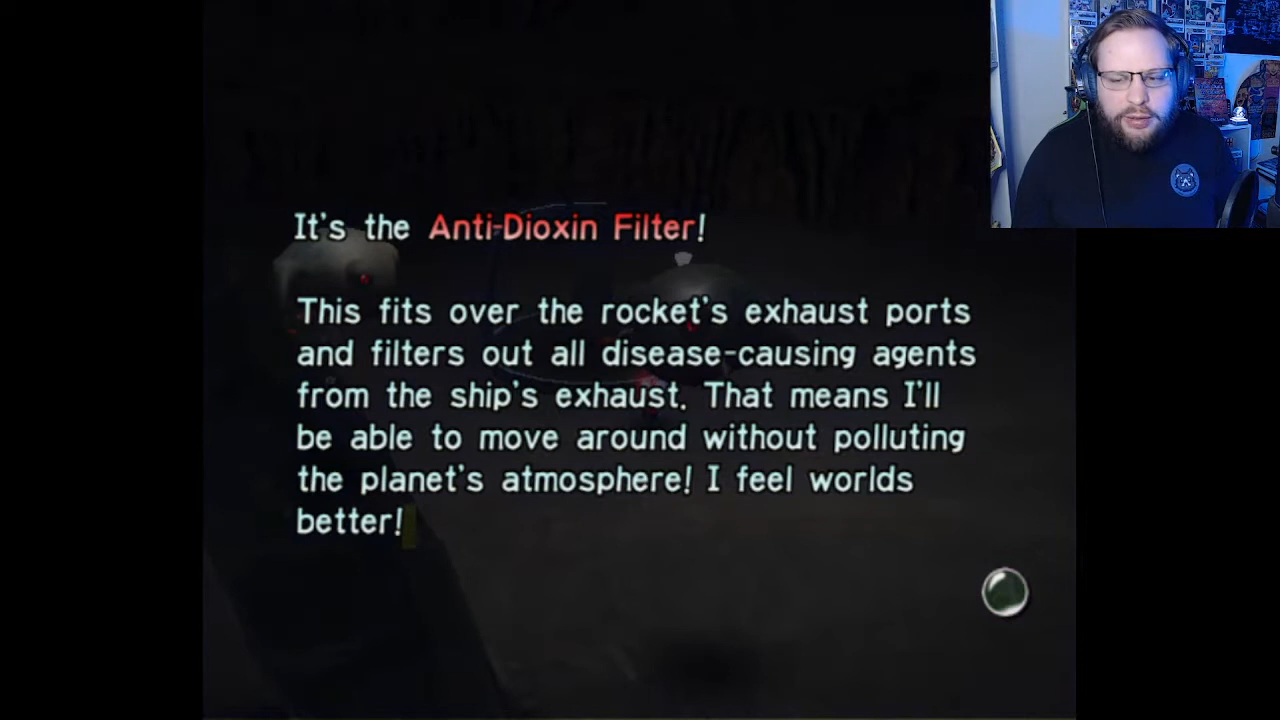 It's the Anti-Dioxin Filter!
This fits over the rocket's exhaust ports
and filters out all disease-causing agents
from the ship's exhaust. That means I'll
be able to move around without polluting
the planet's atmosphere! I feel worlds
better!